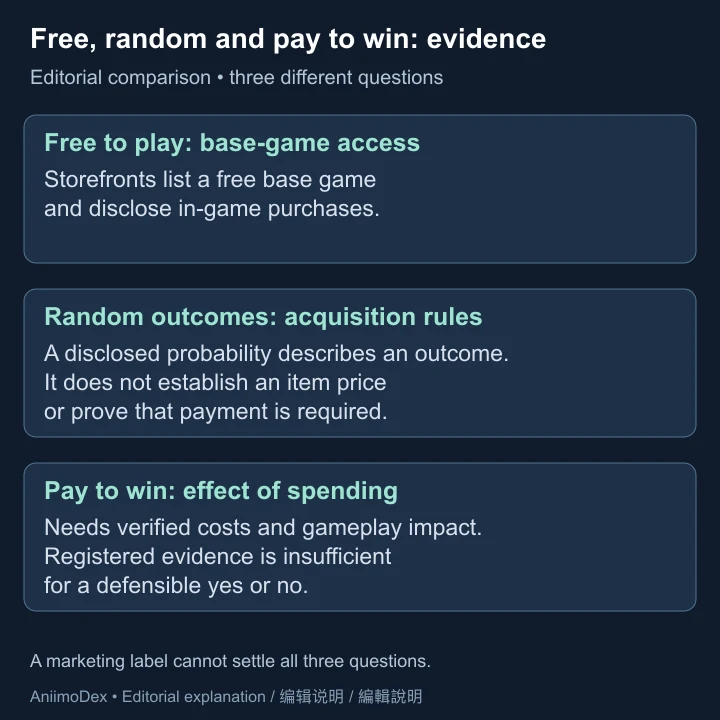 Free, random and pay to win: evidence
Editorial comparison • three different questions
Free to play: base-game access
Storefronts list a free base game
and disclose in-game purchases.
Random outcomes: acquisition rules
A disclosed probability describes an outcome.
It does not establish an item price
or prove that payment is required.
Pay to win: effect of spending
Needs verified costs and gameplay impact.
Registered evidence is insufficient
for a defensible yes or no.
A marketing label cannot settle all three questions.
AniimoDex • Editorial explanation / 编辑说明 / 編輯說明